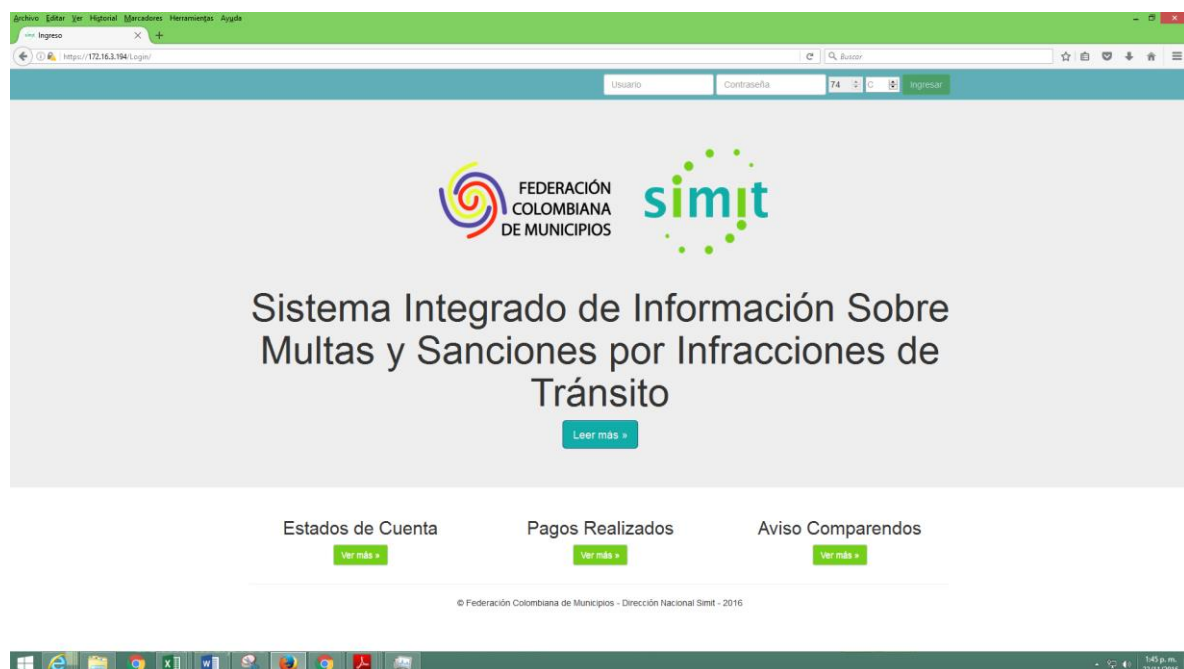 Archivo Editar Ver Historial Marcadores Herramientas Ayuda
simit Ingreso
https://172.16.3.194/Login/
Buscar
Usuario Contraseña 74 C Ingresar
FEDERACIÓN
COLOMBIANA
DE MUNICIPIOS
simit
Sistema Integrado de Información Sobre
Multas y Sanciones por Infracciones de
Tránsito
Leer más »
Estados de Cuenta Pagos Realizados Aviso Comparendos
Ver más » Ver más » Ver más »
© Federación Colombiana de Municipios - Dirección Nacional Simit - 2016
1:45 p. m.